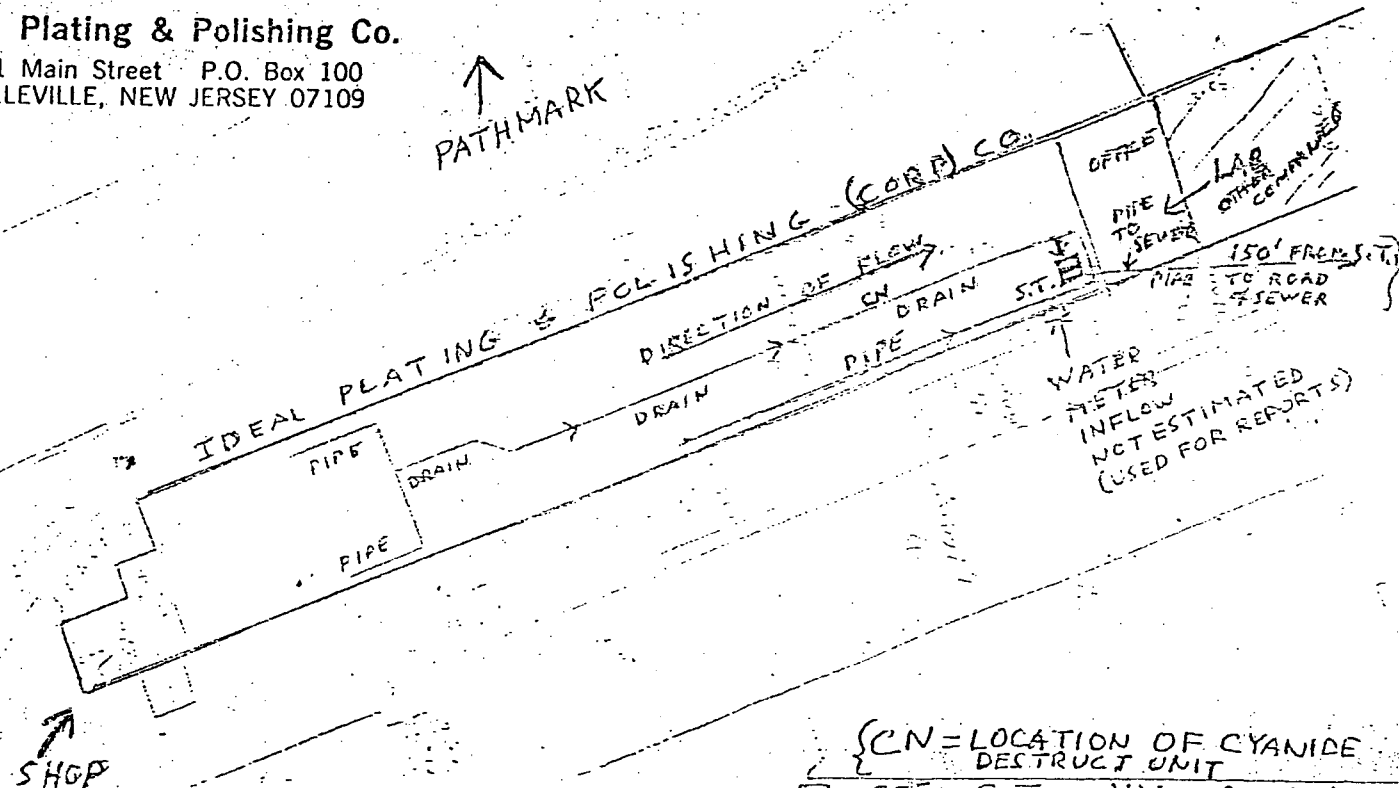 Plating & Polishing Co.
Main Street P.O. Box 100
LLEVILLE, NEW JERSEY 07109
PATHMARK
IDEAL PLATING & POLISHING (CORP) CO.
OFFICE
LAB
OTHER
PIPE
TO
SEWER
DIRECTION OF FLOW
CN
DRAIN
S.T.
PIPE
150' FROM S.T.
TO ROAD
& SEWER
PIPE
DRAIN
WATER
METER
INFLOW
NOT ESTIMATED
(USED FOR REPORTS)
PIPE
DRAIN
PIPE
SHOP
{CN = LOCATION OF CYANIDE
DESTRUCT UNIT